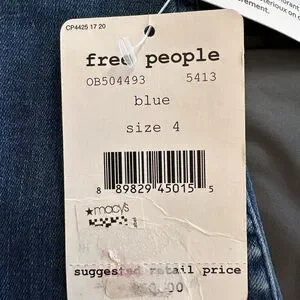 CP4425 17 20
free people
OB504493 5413
blue
size 4
8 89829 45015 5
★macys
suggested retail price